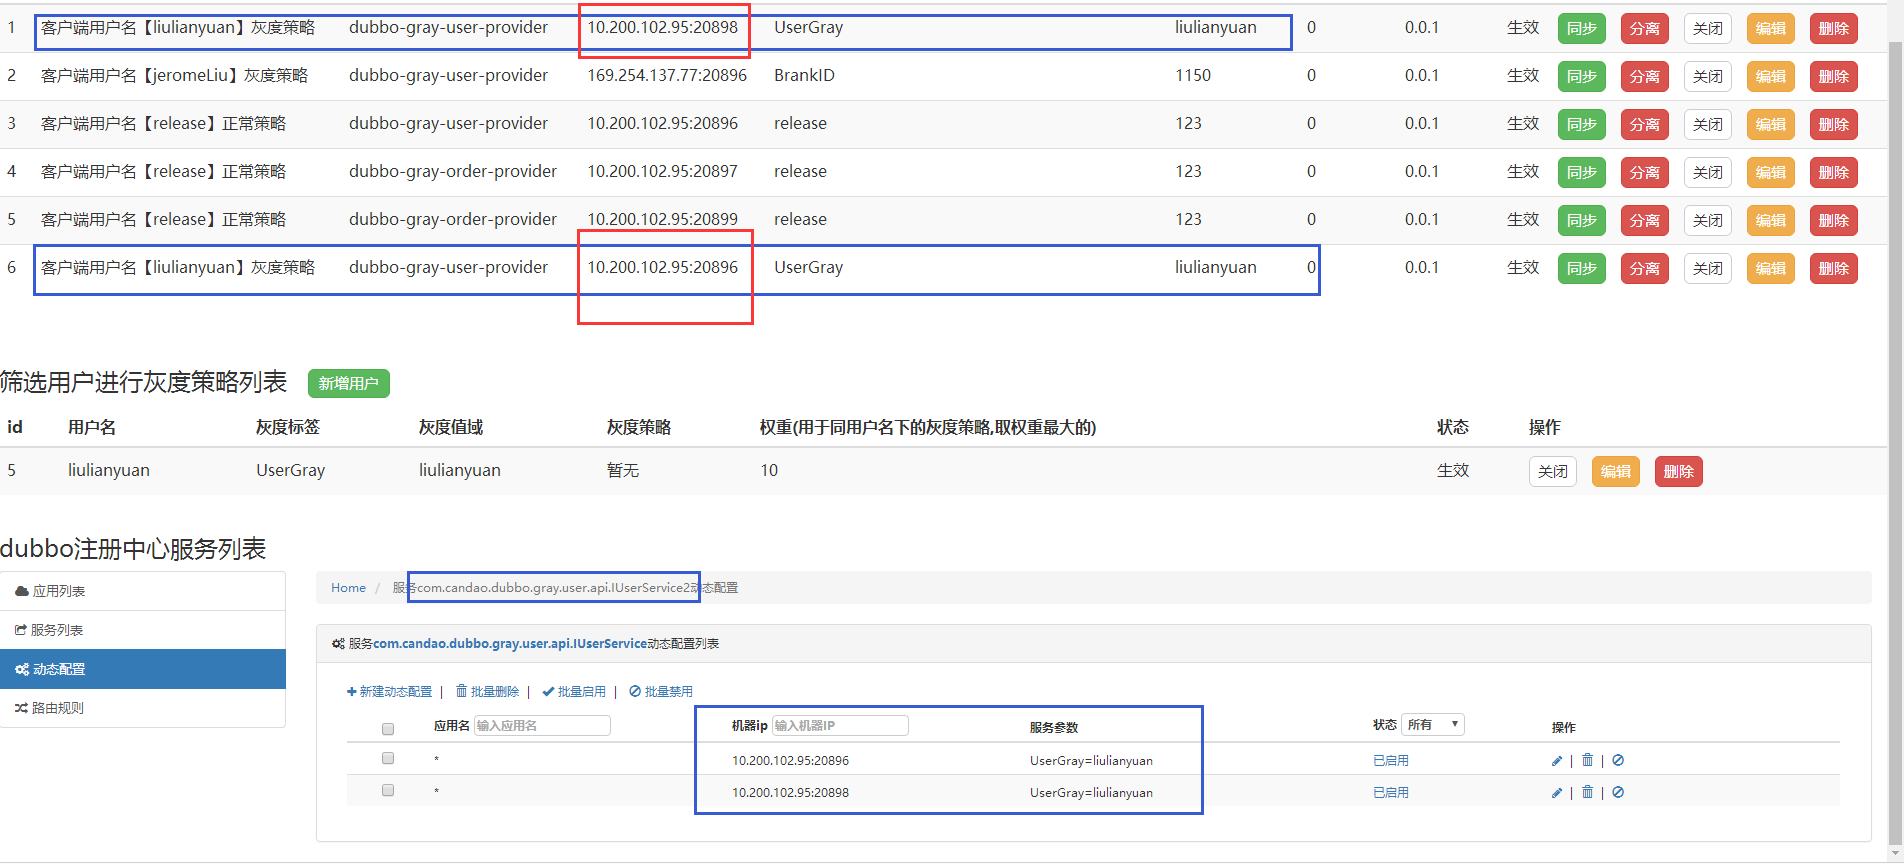 1 客户端用户名【liulianyuan】灰度策略 dubbo-gray-user-provider 10.200.102.95:20898 UserGray liulianyuan 0 0.0.1 生效 同步 分离 关闭 编辑 删除
2 客户端用户名【jeromeLiu】灰度策略 dubbo-gray-user-provider 169.254.137.77:20896 BrankID 1150 0 0.0.1 生效 同步 分离 关闭 编辑 删除
3 客户端用户名【release】正常策略 dubbo-gray-user-provider 10.200.102.95:20896 release 123 0 0.0.1 生效 同步 分离 关闭 编辑 删除
4 客户端用户名【release】正常策略 dubbo-gray-order-provider 10.200.102.95:20897 release 123 0 0.0.1 生效 同步 分离 关闭 编辑 删除
5 客户端用户名【release】正常策略 dubbo-gray-order-provider 10.200.102.95:20899 release 123 0 0.0.1 生效 同步 分离 关闭 编辑 删除
6 客户端用户名【liulianyuan】灰度策略 dubbo-gray-user-provider 10.200.102.95:20896 UserGray liulianyuan 0 0.0.1 生效 同步 分离 关闭 编辑 删除
筛选用户进行灰度策略列表 新增用户
id 用户名 灰度标签 灰度值域 灰度策略 权重(用于同用户名下的灰度策略,取权重最大的) 状态 操作
5 liulianyuan UserGray liulianyuan 暂无 10 生效 关闭 编辑 删除
dubbo注册中心服务列表
应用列表
服务列表
动态配置
路由规则
Home / 服务com.candao.dubbo.gray.user.api.IUserService2动态配置
服务com.candao.dubbo.gray.user.api.IUserService动态配置列表
新建动态配置 | 批量删除 | 批量启用 | 批量禁用
应用名 输入应用名 机器ip 输入机器IP 服务参数 状态 所有 操作
* 10.200.102.95:20896 UserGray=liulianyuan 已启用 | |
* 10.200.102.95:20898 UserGray=liulianyuan 已启用 | |